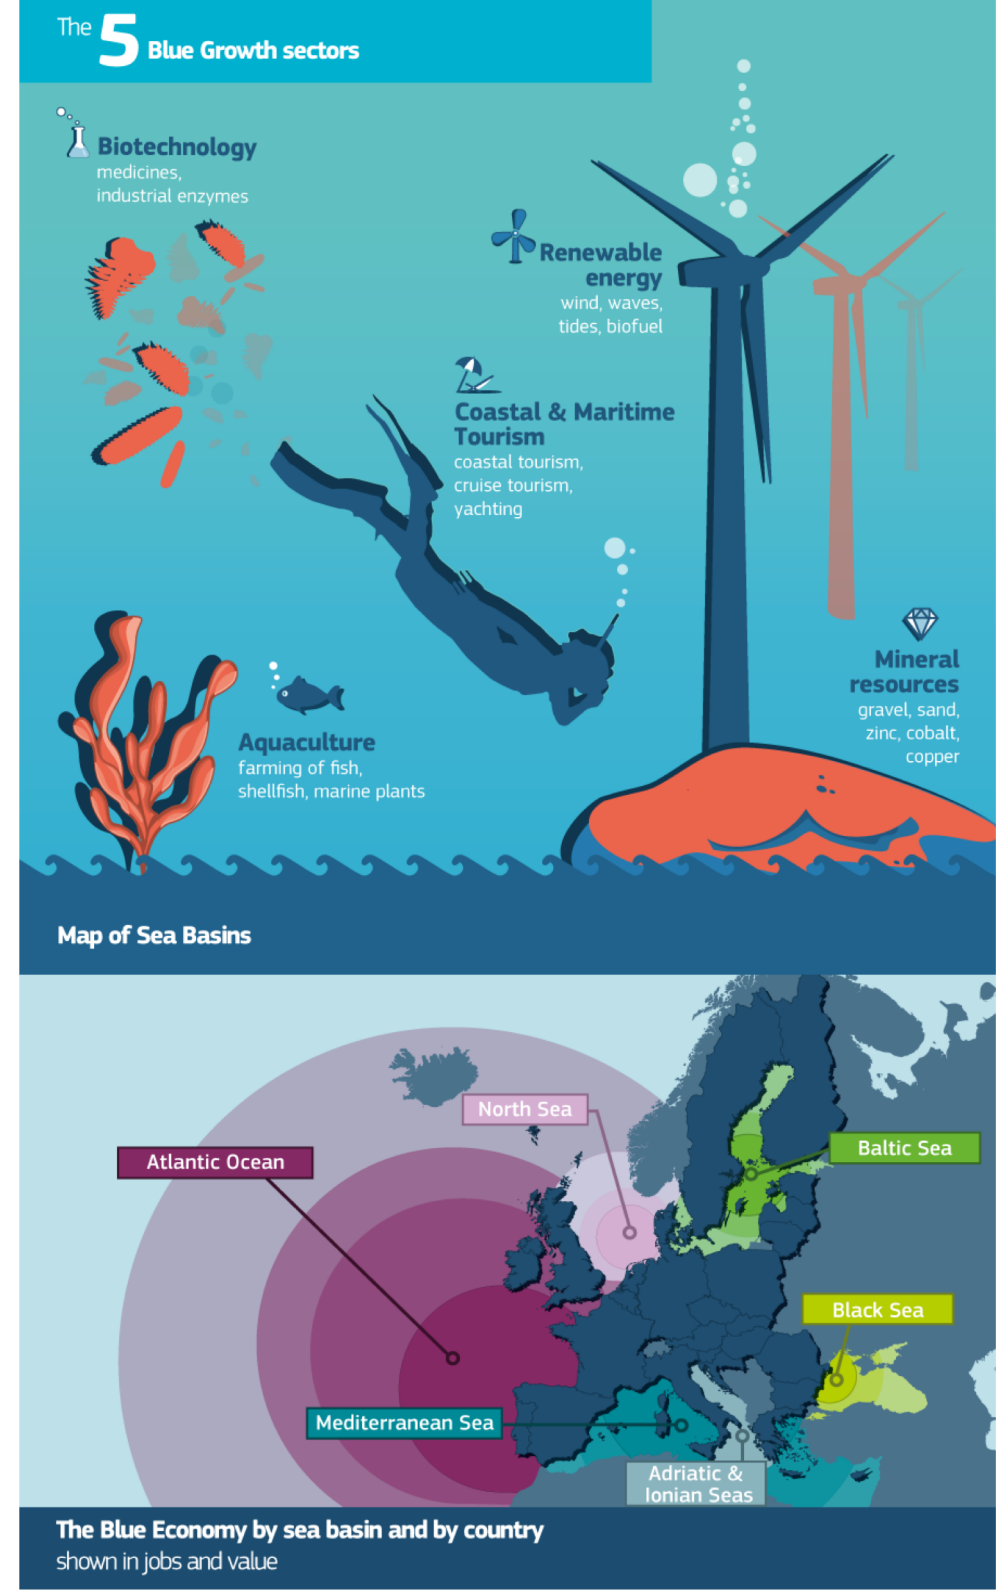 The 5 Blue Growth sectors
Biotechnology
medicines,
industrial enzymes
Renewable
energy
wind, waves,
tides, biofuel
Coastal & Maritime
Tourism
coastal tourism,
cruise tourism,
yachting
Mineral
resources
gravel, sand,
zinc, cobalt,
copper
Aquaculture
farming of fish,
shellfish, marine plants
Map of Sea Basins
North Sea
Atlantic Ocean
Baltic Sea
Black Sea
Mediterranean Sea
Adriatic &
Ionian Seas
The Blue Economy by sea basin and by country
shown in jobs and value